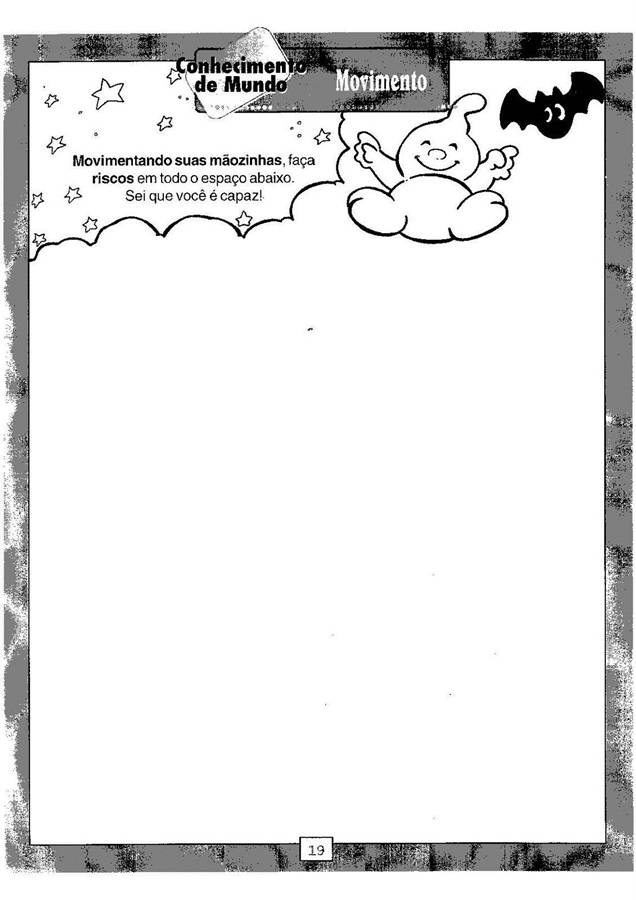 Conhecimento
de Mundo
Movimento
Movimentando suas mãozinhas, faça
riscos em todo o espaço abaixo.
Sei que você é capaz!
19